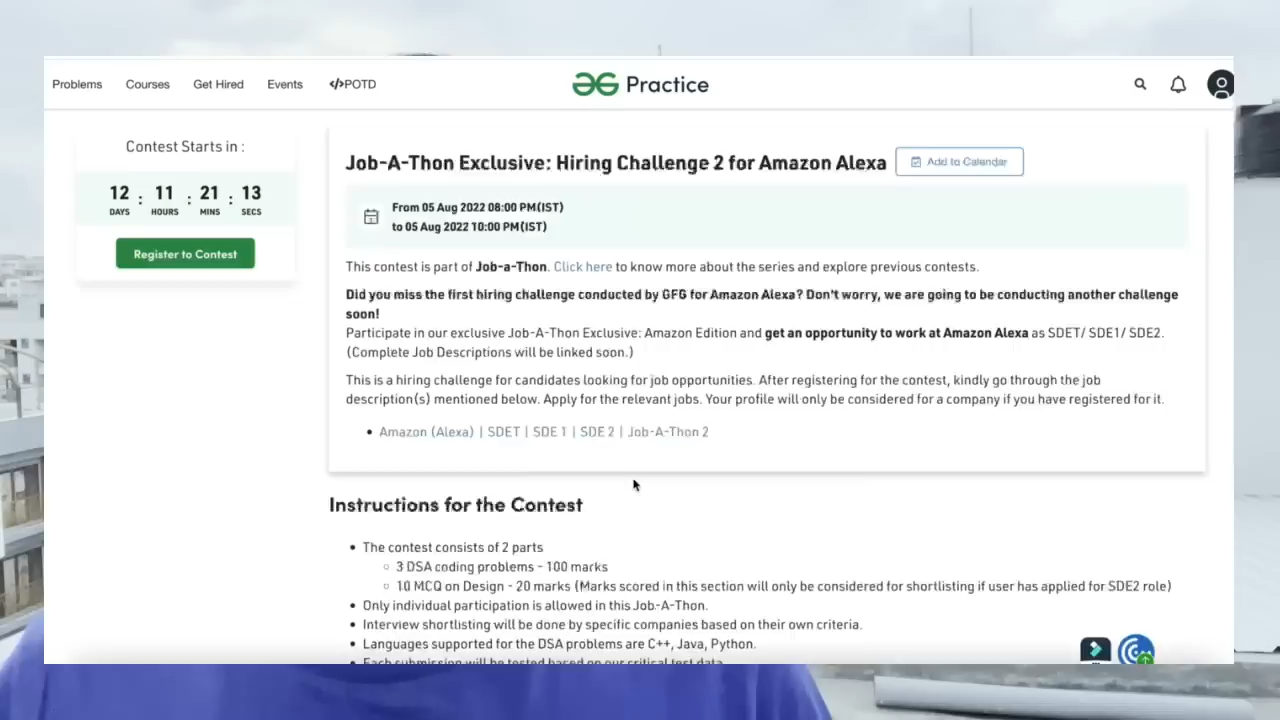 Problems Courses Get Hired Events </>POTD Practice
Contest Starts in :
12 : 11 : 21 : 13
DAYS HOURS MINS SECS
Register to Contest
Job-A-Thon Exclusive: Hiring Challenge 2 for Amazon Alexa Add to Calendar
From 05 Aug 2022 08:00 PM(IST)
to 05 Aug 2022 10:00 PM(IST)
This contest is part of Job-a-Thon. Click here to know more about the series and explore previous contests.
Did you miss the first hiring challenge conducted by GFG for Amazon Alexa? Don't worry, we are going to be conducting another challenge
soon!
Participate in our exclusive Job-A-Thon Exclusive: Amazon Edition and get an opportunity to work at Amazon Alexa as SDET/ SDE1/ SDE2.
(Complete Job Descriptions will be linked soon.)
This is a hiring challenge for candidates looking for job opportunities. After registering for the contest, kindly go through the job
description(s) mentioned below. Apply for the relevant jobs. Your profile will only be considered for a company if you have registered for it.
• Amazon (Alexa) | SDET | SDE 1 | SDE 2 | Job-A-Thon 2
Instructions for the Contest
• The contest consists of 2 parts
◦ 3 DSA coding problems - 100 marks
◦ 10 MCQ on Design - 20 marks (Marks scored in this section will only be considered for shortlisting if user has applied for SDE2 role)
• Only individual participation is allowed in this Job-A-Thon.
• Interview shortlisting will be done by specific companies based on their own criteria.
• Languages supported for the DSA problems are C++, Java, Python.
• Each submission will be tested based on our critical test data.